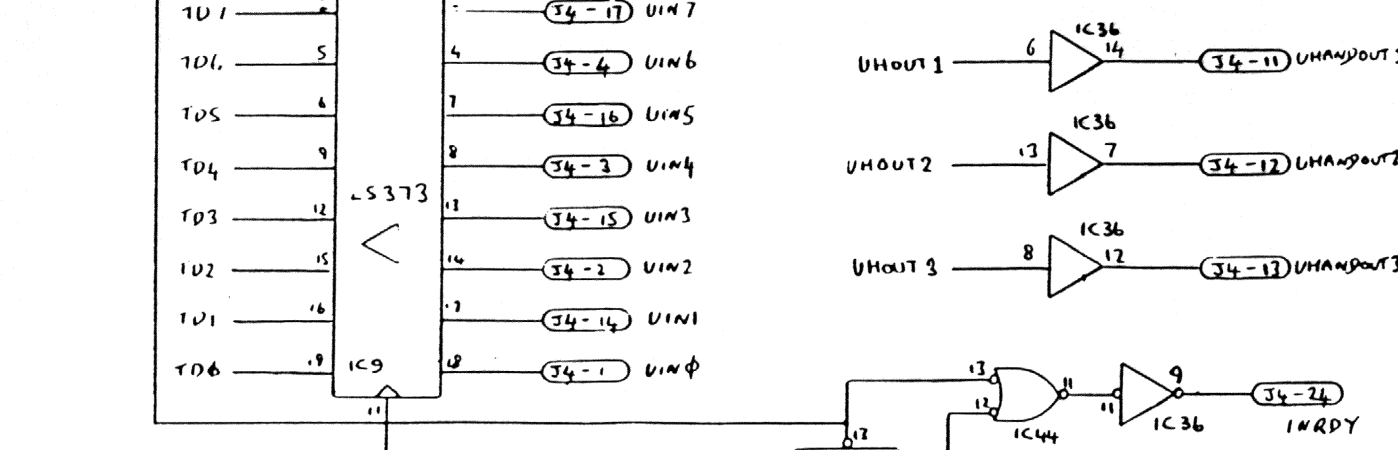 TD7 2 J4-17 UIN7
TD6 5 4 J4-4 UIN6
TD5 6 7 J4-16 UIN5
TD4 9 8 J4-3 UIN4
LS373
TD3 12 13 J4-15 UIN3
TD2 15 14 J4-2 UIN2
TD1 16 17 J4-14 UIN1
TDϕ 19 IC9 18 J4-1 UINϕ
11
IC36
UHOUT1 6 14 J4-11 UHANDOUT1
IC36
UHOUT2 13 7 J4-12 UHANDOUT2
IC36
UHOUT3 8 12 J4-13 UHANDOUT3
13 12 11 IC44 11 9 IC36 J4-24
INRDY
13